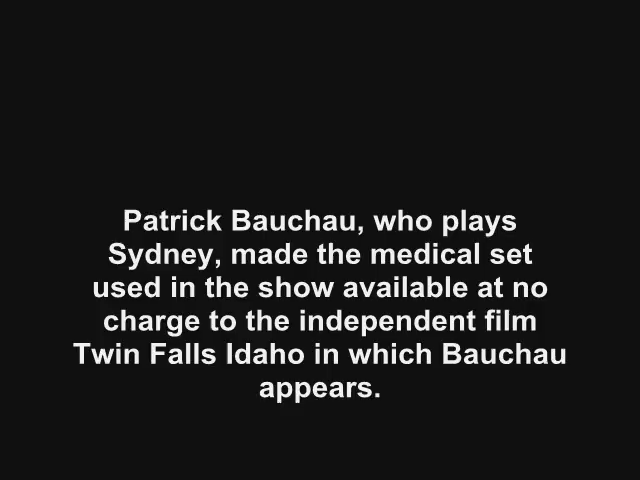 Patrick Bauchau, who plays
Sydney, made the medical set
used in the show available at no
charge to the independent film
Twin Falls Idaho in which Bauchau
appears.